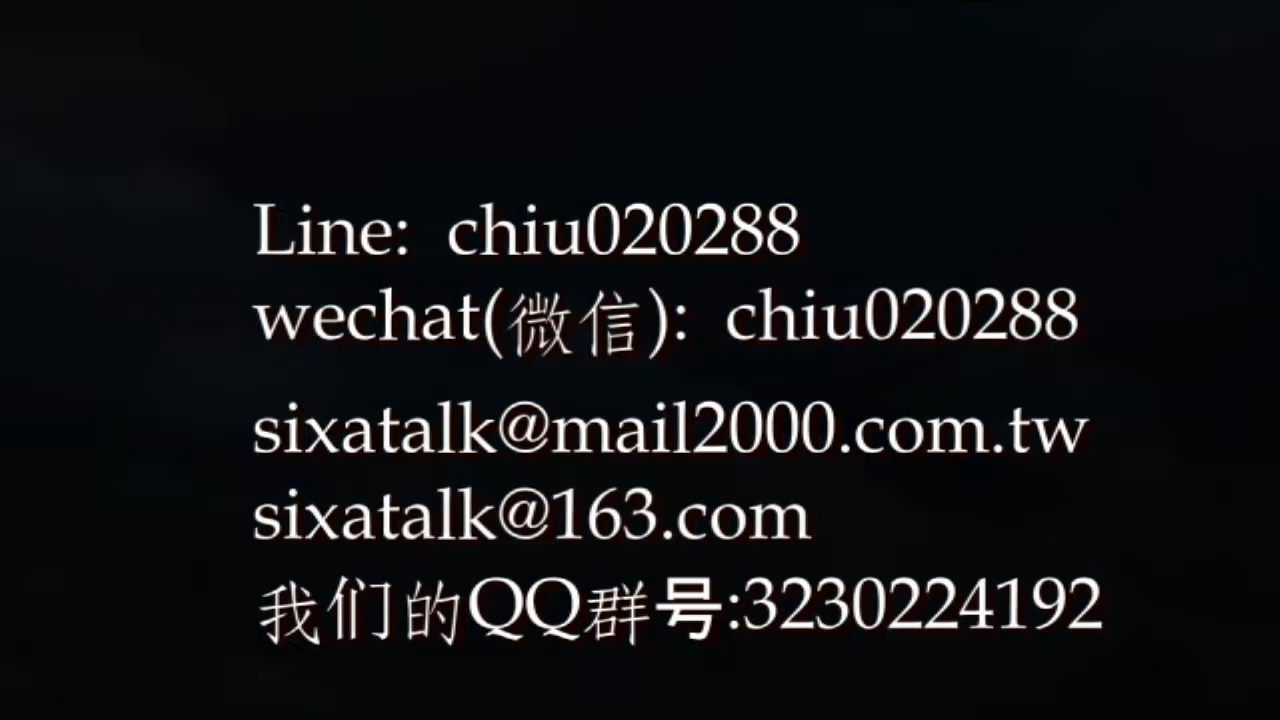 Line: chiu020288
wechat(微信): chiu020288
sixatalk@mail2000.com.tw
sixatalk@163.com
我们的QQ群号:3230224192